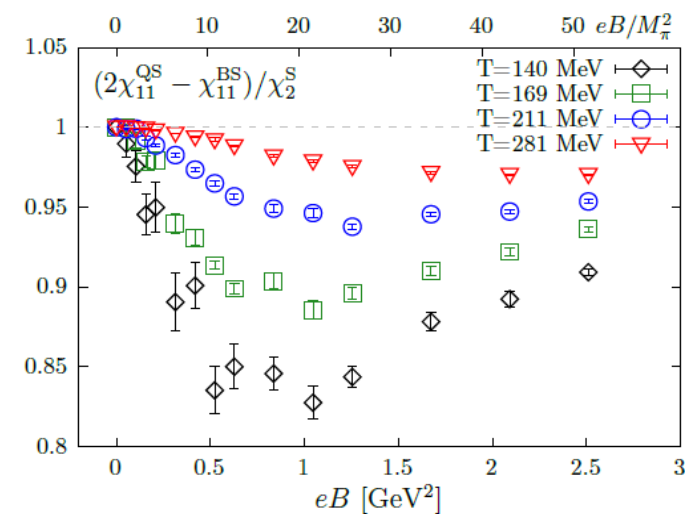 0 10 20 30 40 50 eB/M_π^2
1.05
(2χ_11^QS − χ_11^BS)/χ_2^S
T=140 MeV
T=169 MeV
T=211 MeV
T=281 MeV
1
0.95
0.9
0.85
0.8
0 0.5 1 1.5 2 2.5 3
eB [GeV^2]